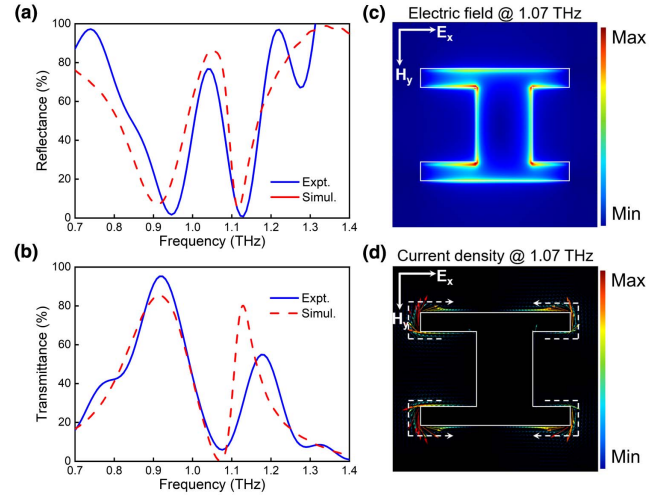 (a)
100
80
60
40
20
0
Reflectance (%)
Expt.
Simul.
0.7 0.8 0.9 1.0 1.1 1.2 1.3 1.4
Frequency (THz)
(b)
100
80
60
40
20
0
Transmittance (%)
Expt.
Simul.
0.7 0.8 0.9 1.0 1.1 1.2 1.3 1.4
Frequency (THz)
(c)
Electric field @ 1.07 THz
Ex
Hy
Max
Min
(d)
Current density @ 1.07 THz
Ex
Hy
Max
Min